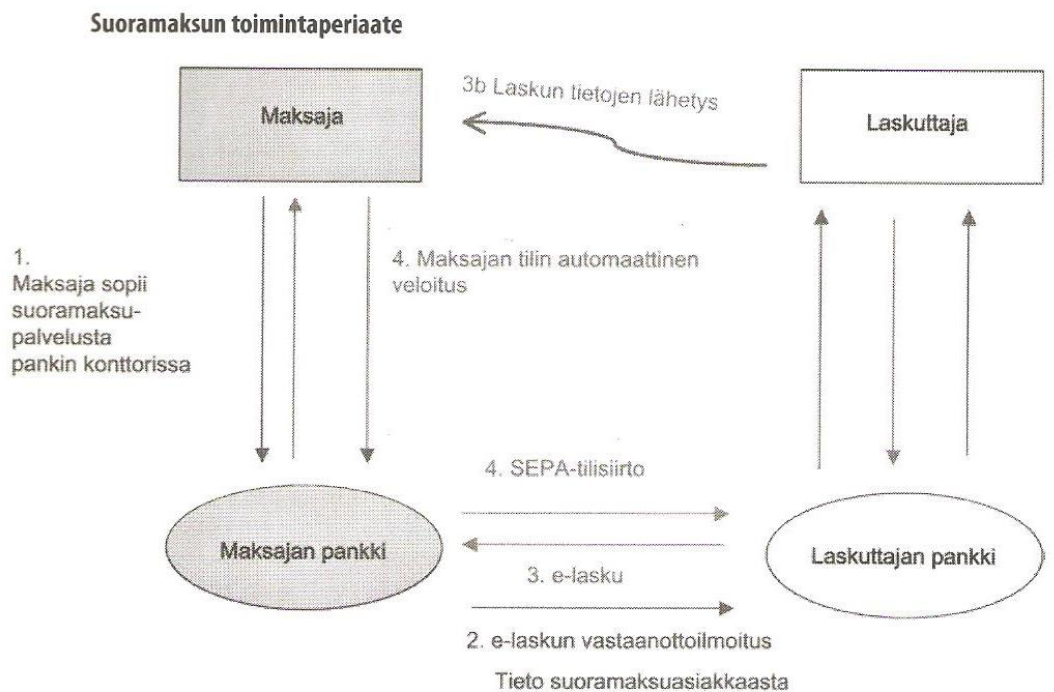 Suoramaksun toimintaperiaate
Maksaja
3b Laskun tietojen lähetys
Laskuttaja
1.
Maksaja sopii
suoramaksu-
palvelusta
pankin konttorissa
4. Maksajan tilin automaattinen
veloitus
4. SEPA-tilisiirto
Maksajan pankki
Laskuttajan pankki
3. e-lasku
2. e-laskun vastaanottoilmoitus
Tieto suoramaksuasiakkaasta